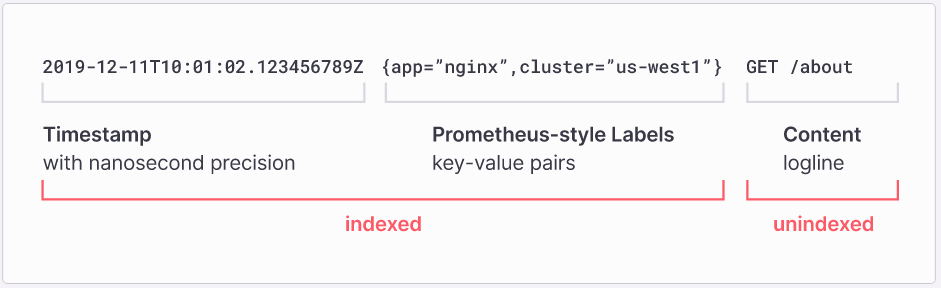 2019-12-11T10:01:02.123456789Z {app=”nginx”,cluster=”us-west1”} GET /about
Timestamp Prometheus-style Labels Content
with nanosecond precision key-value pairs logline
indexed unindexed